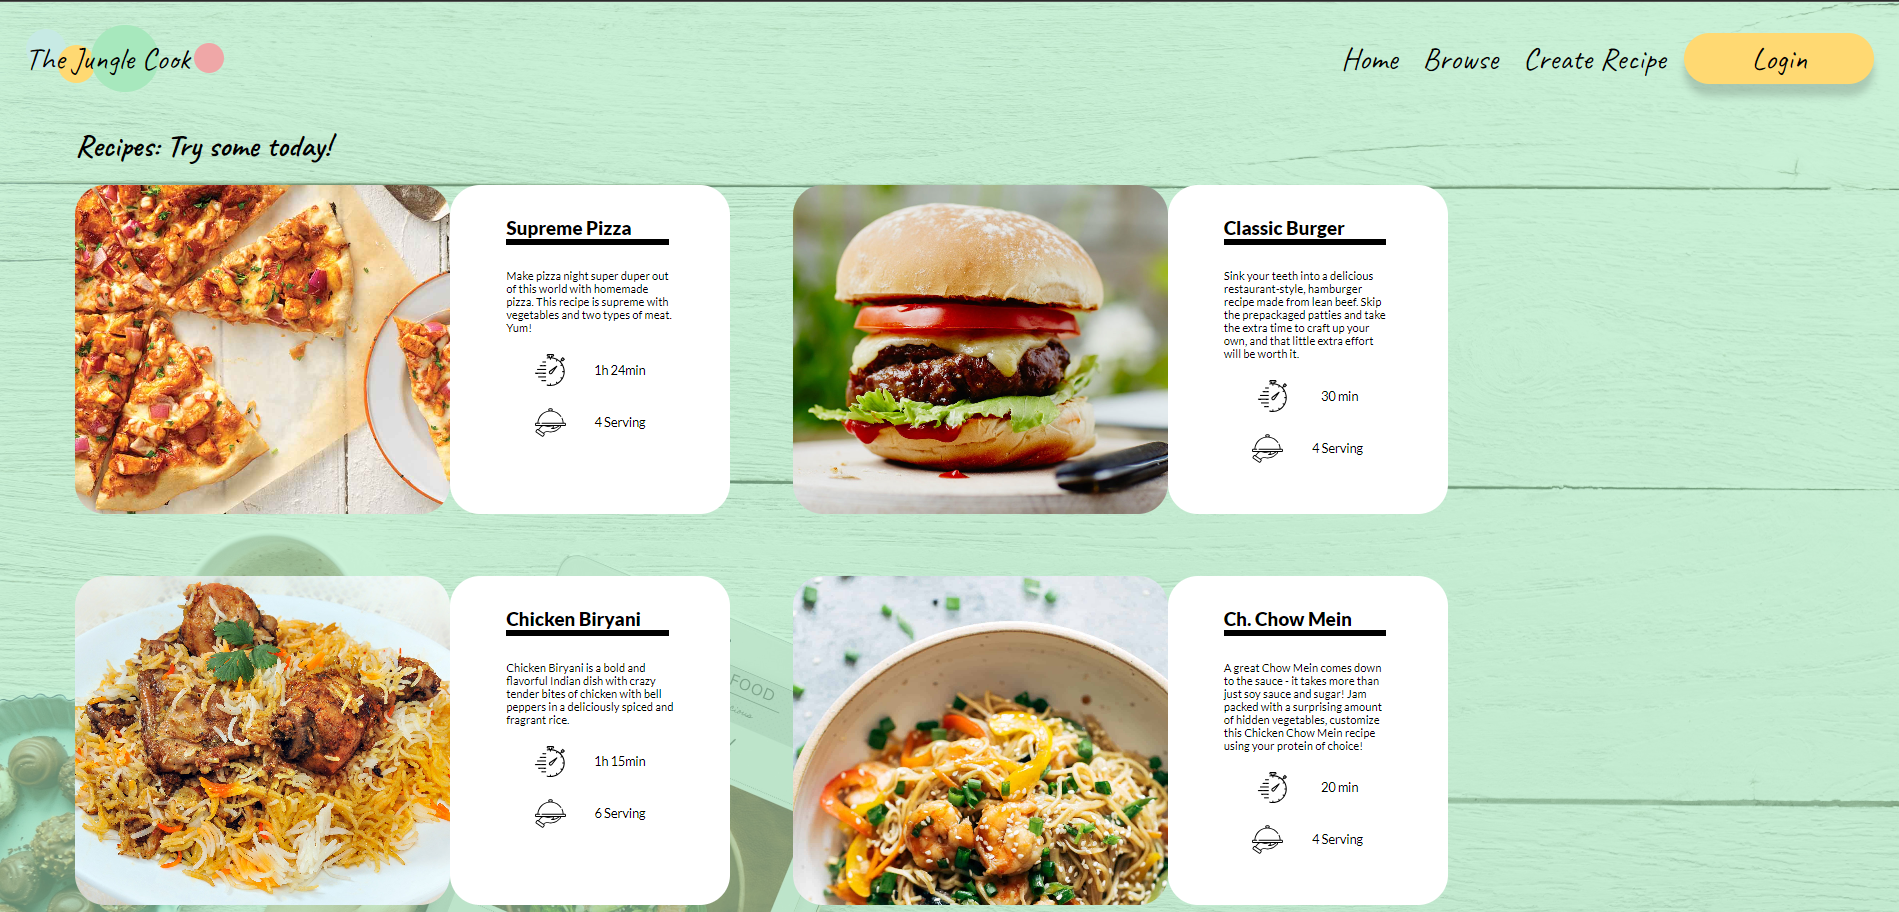 The Jungle Cook
Home Browse Create Recipe Login
Recipes: Try some today!
Supreme Pizza
Make pizza night super duper out
of this world with homemade
pizza. This recipe is supreme with
vegetables and two types of meat.
Yum!
1h 24min
4 Serving
Classic Burger
Sink your teeth into a delicious
restaurant-style, hamburger
recipe made from lean beef. Skip
the prepackaged patties and take
the extra time to craft up your
own, and that little extra effort
will be worth it.
30 min
4 Serving
Chicken Biryani
Chicken Biryani is a bold and
flavorful Indian dish with crazy
tender bites of chicken with bell
peppers in a deliciously spiced and
fragrant rice.
1h 15min
6 Serving
FOOD
Ch. Chow Mein
A great Chow Mein comes down
to the sauce - it takes more than
just soy sauce and sugar! Jam
packed with a surprising amount
of hidden vegetables, customize
this Chicken Chow Mein recipe
using your protein of choice!
20 min
4 Serving